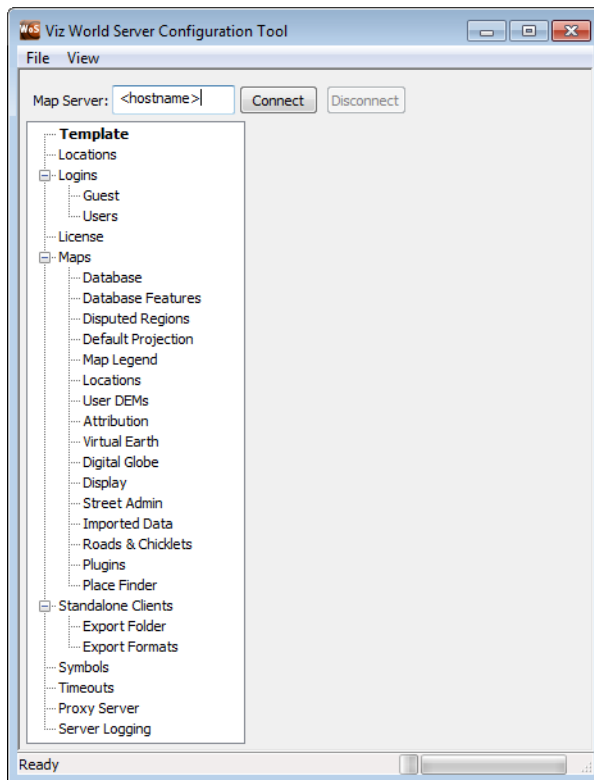 WoS Viz World Server Configuration Tool
File View
Map Server: <hostname> Connect Disconnect
Template
Locations
Logins
Guest
Users
License
Maps
Database
Database Features
Disputed Regions
Default Projection
Map Legend
Locations
User DEMs
Attribution
Virtual Earth
Digital Globe
Display
Street Admin
Imported Data
Roads & Chicklets
Plugins
Place Finder
Standalone Clients
Export Folder
Export Formats
Symbols
Timeouts
Proxy Server
Server Logging
Ready